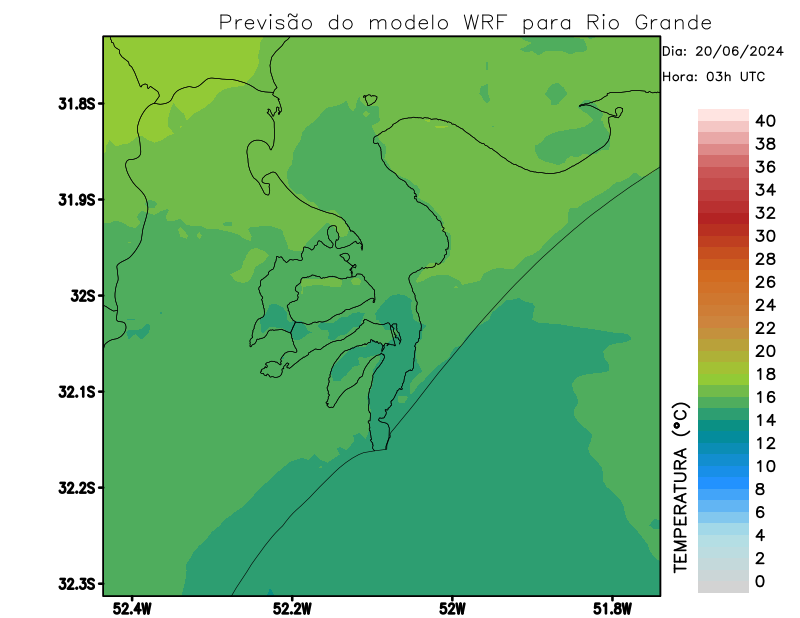 Previsão do modelo WRF para Rio Grande
Dia: 20/06/2024
Hora: 03h UTC
31.8S
31.9S
32S
32.1S
32.2S
32.3S
52.4W
52.2W
52W
51.8W
TEMPERATURA (°C)
40
38
36
34
32
30
28
26
24
22
20
18
16
14
12
10
8
6
4
2
0